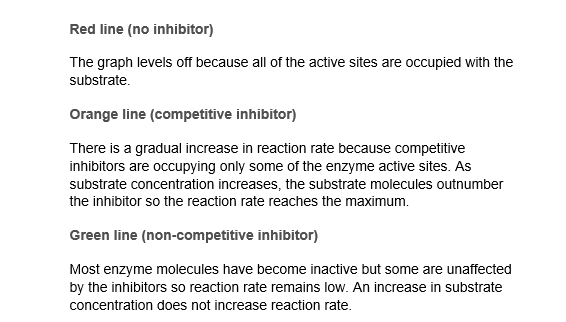 Red line (no inhibitor)
The graph levels off because all of the active sites are occupied with the
substrate.
Orange line (competitive inhibitor)
There is a gradual increase in reaction rate because competitive
inhibitors are occupying only some of the enzyme active sites. As
substrate concentration increases, the substrate molecules outnumber
the inhibitor so the reaction rate reaches the maximum.
Green line (non-competitive inhibitor)
Most enzyme molecules have become inactive but some are unaffected
by the inhibitors so reaction rate remains low. An increase in substrate
concentration does not increase reaction rate.